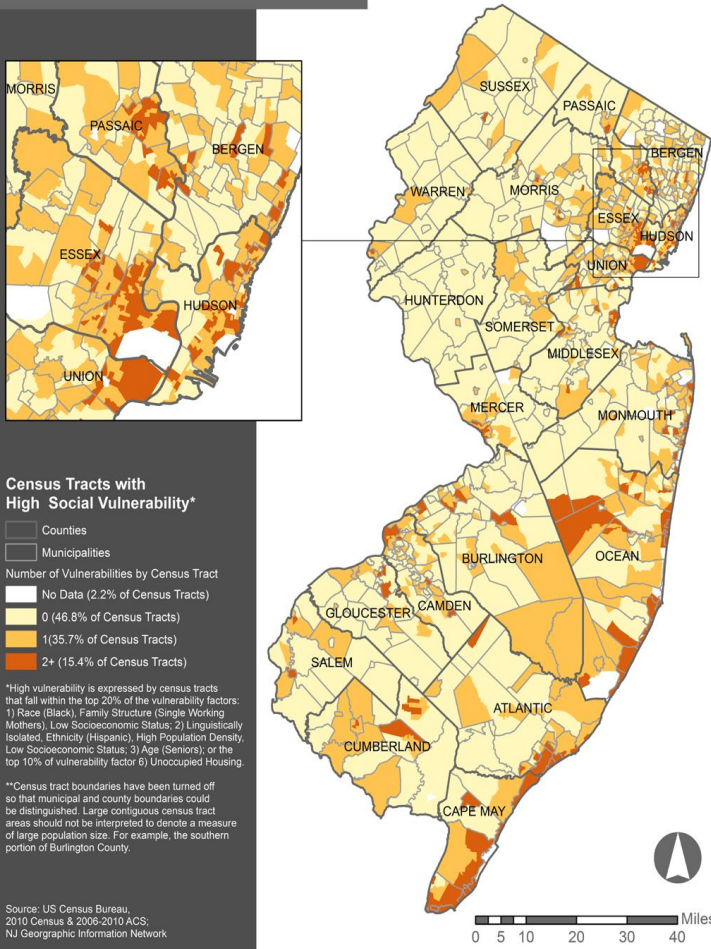 MORRIS
PASSAIC
BERGEN
ESSEX
HUDSON
UNION
SUSSEX
PASSAIC
BERGEN
WARREN
MORRIS
ESSEX
HUDSON
UNION
HUNTERDON
SOMERSET
MIDDLESEX
MERCER
MONMOUTH
BURLINGTON
OCEAN
GLOUCESTER
CAMDEN
SALEM
ATLANTIC
CUMBERLAND
CAPE MAY
Census Tracts with
High Social Vulnerability*
Counties
Municipalities
Number of Vulnerabilities by Census Tract
No Data (2.2% of Census Tracts)
0 (46.8% of Census Tracts)
1(35.7% of Census Tracts)
2+ (15.4% of Census Tracts)
*High vulnerability is expressed by census tracts
that fall within the top 20% of the vulnerability factors:
1) Race (Black), Family Structure (Single Working
Mothers), Low Socioeconomic Status; 2) Linguistically
Isolated, Ethnicity (Hispanic), High Population Density,
Low Socioeconomic Status; 3) Age (Seniors); or the
top 10% of vulnerability factor 6) Unoccupied Housing.
**Census tract boundaries have been turned off
so that municipal and county boundaries could
be distinguished. Large contiguous census tract
areas should not be interpreted to denote a measure
of large population size. For example, the southern
portion of Burlington County.
Source: US Census Bureau,
2010 Census & 2006-2010 ACS;
NJ Geographic Information Network
Miles
0 5 10 20 30 40